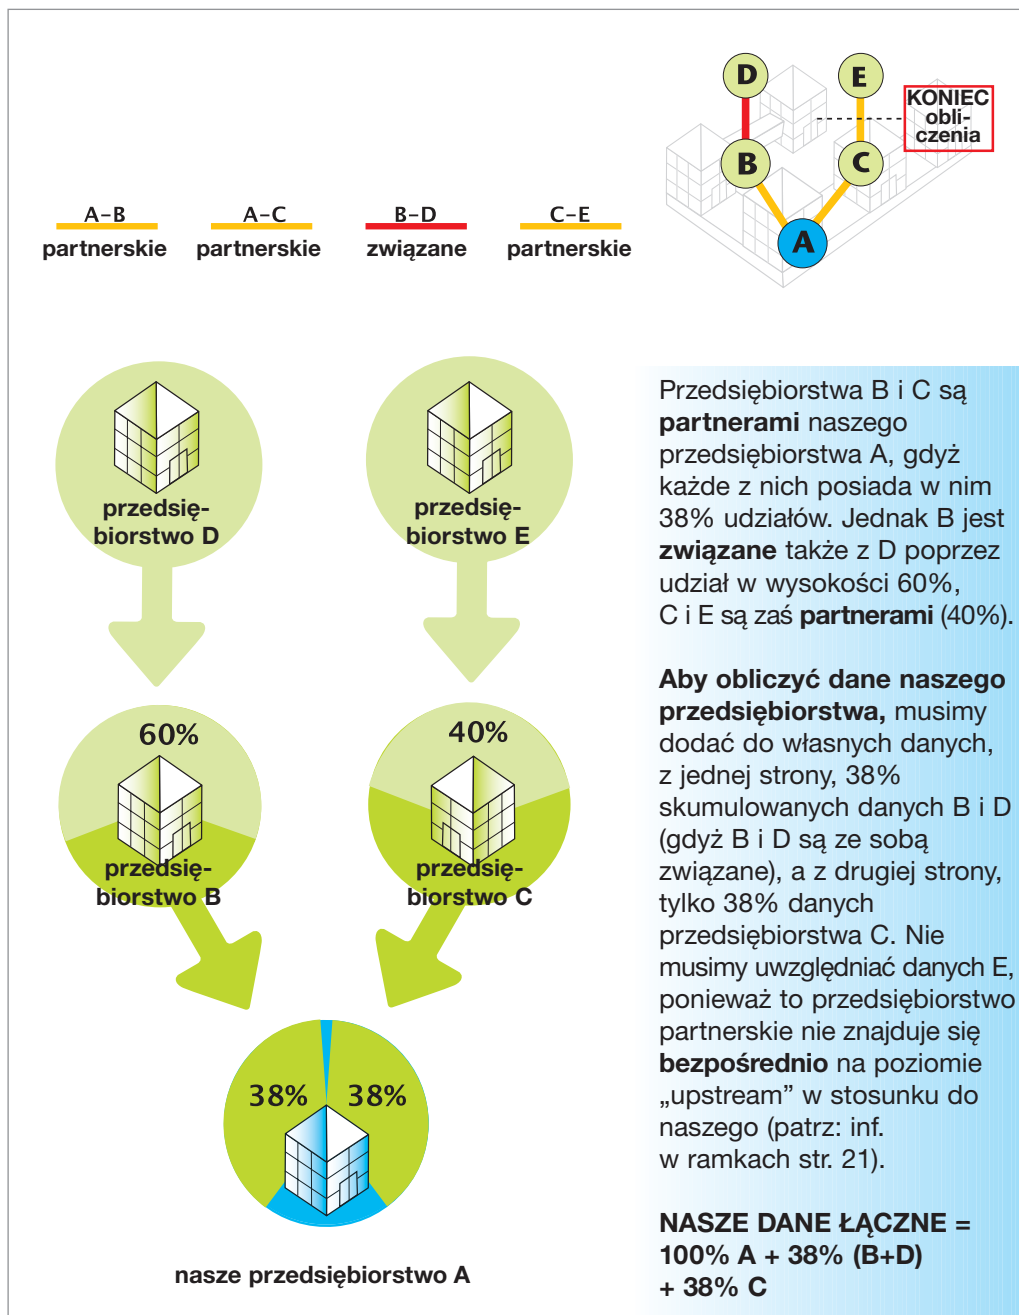 D
E
KONIEC
obli-
czenia
B
C
A
A-B
partnerskie
A-C
partnerskie
B-D
związane
C-E
partnerskie
przedsię-
biorstwo D
przedsię-
biorstwo E
60%
przedsię-
biorstwo B
40%
przedsię-
biorstwo C
38%
38%
nasze przedsiębiorstwo A
Przedsiębiorstwa B i C są
partnerami naszego
przedsiębiorstwa A, gdyż
każde z nich posiada w nim
38% udziałów. Jednak B jest
związane także z D poprzez
udział w wysokości 60%,
C i E są zaś partnerami (40%).
Aby obliczyć dane naszego
przedsiębiorstwa, musimy
dodać do własnych danych,
z jednej strony, 38%
skumulowanych danych B i D
(gdyż B i D są ze sobą
związane), a z drugiej strony,
tylko 38% danych
przedsiębiorstwa C. Nie
musimy uwzględniać danych E,
ponieważ to przedsiębiorstwo
partnerskie nie znajduje się
bezpośrednio na poziomie
„upstream” w stosunku do
naszego (patrz: inf.
w ramkach str. 21).
NASZE DANE ŁĄCZNE =
100% A + 38% (B+D)
+ 38% C